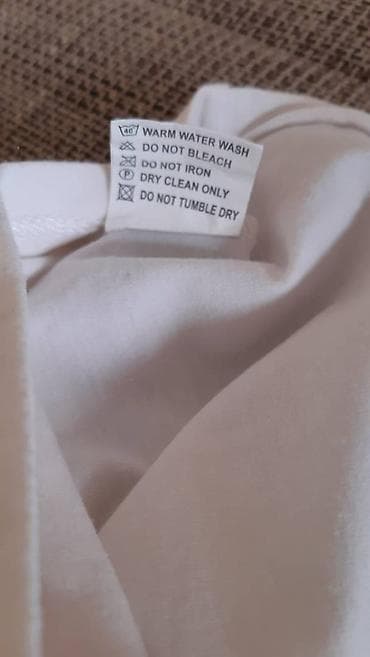 40 WARM WATER WASH
DO NOT BLEACH
DO NOT IRON
P DRY CLEAN ONLY
DO NOT TUMBLE DRY